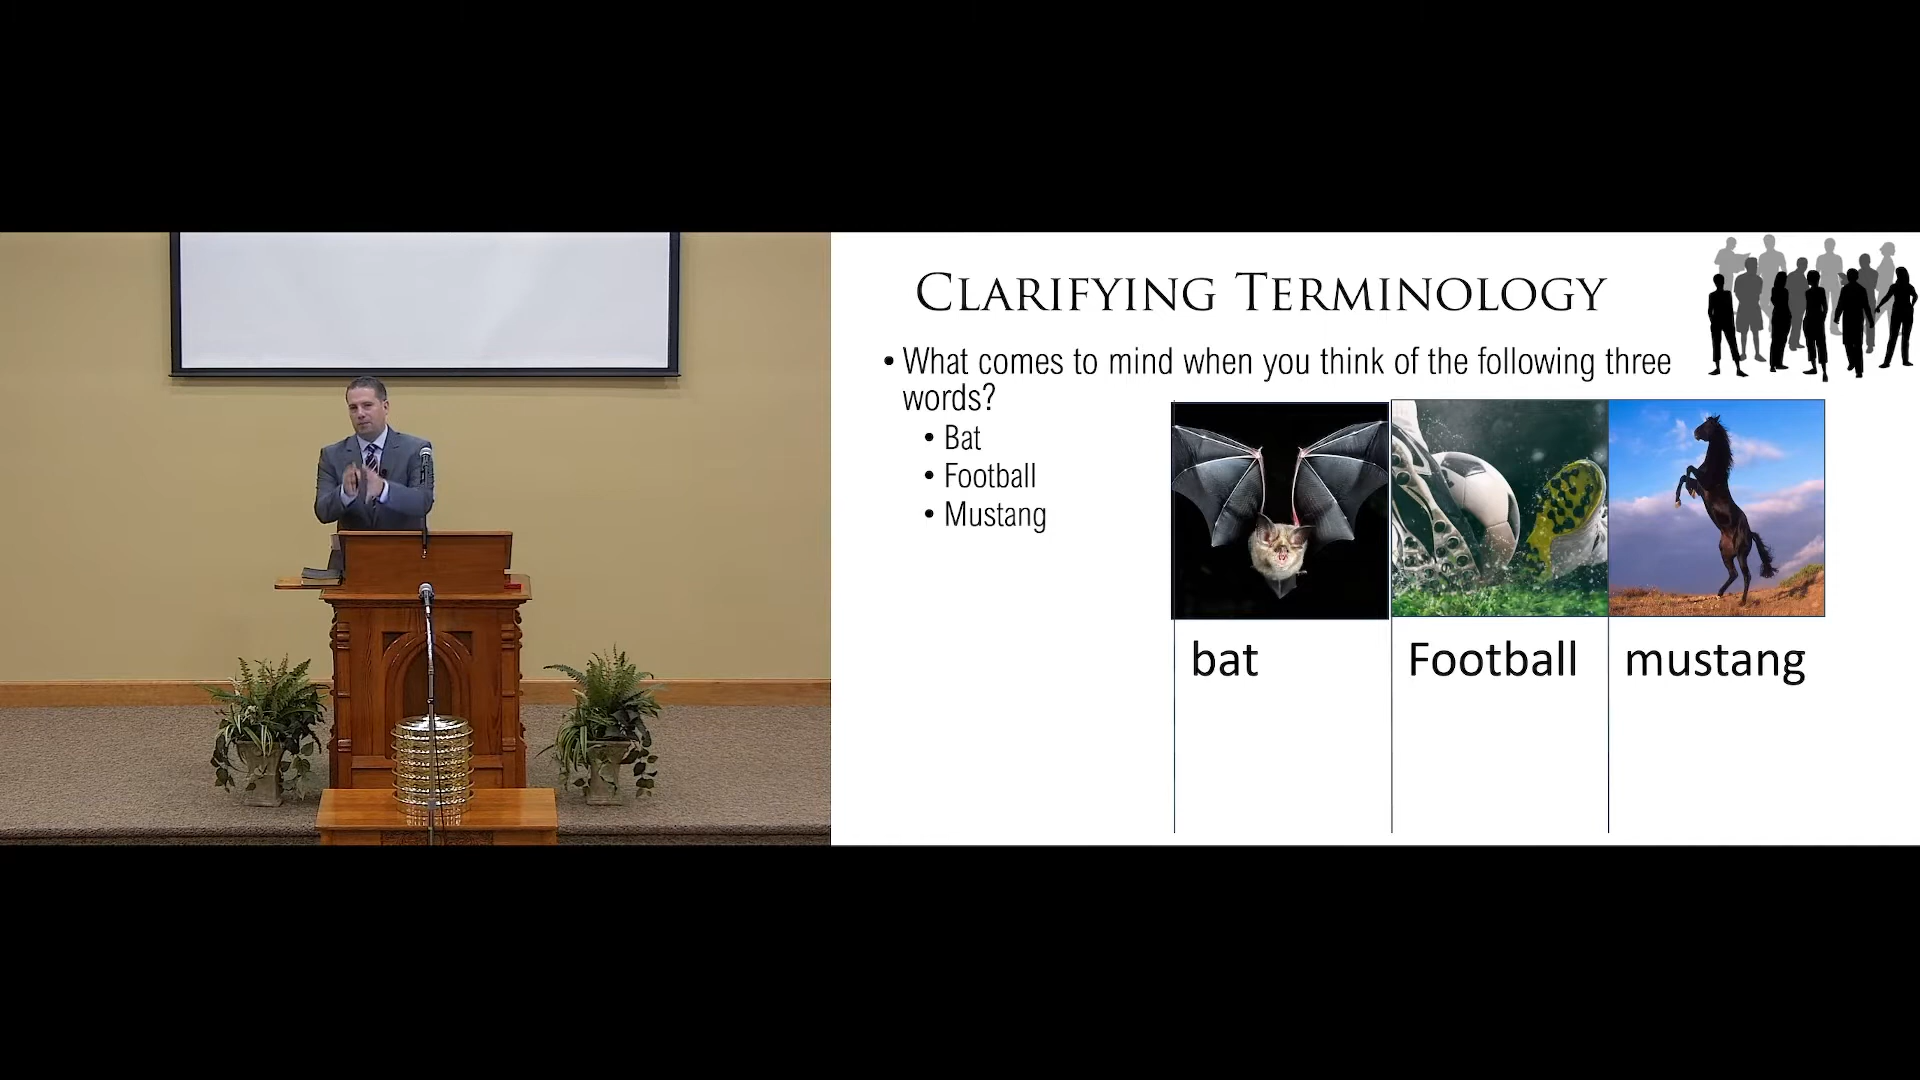 CLARIFYING TERMINOLOGY
• What comes to mind when you think of the following three
words?
• Bat
• Football
• Mustang
bat
Football
mustang